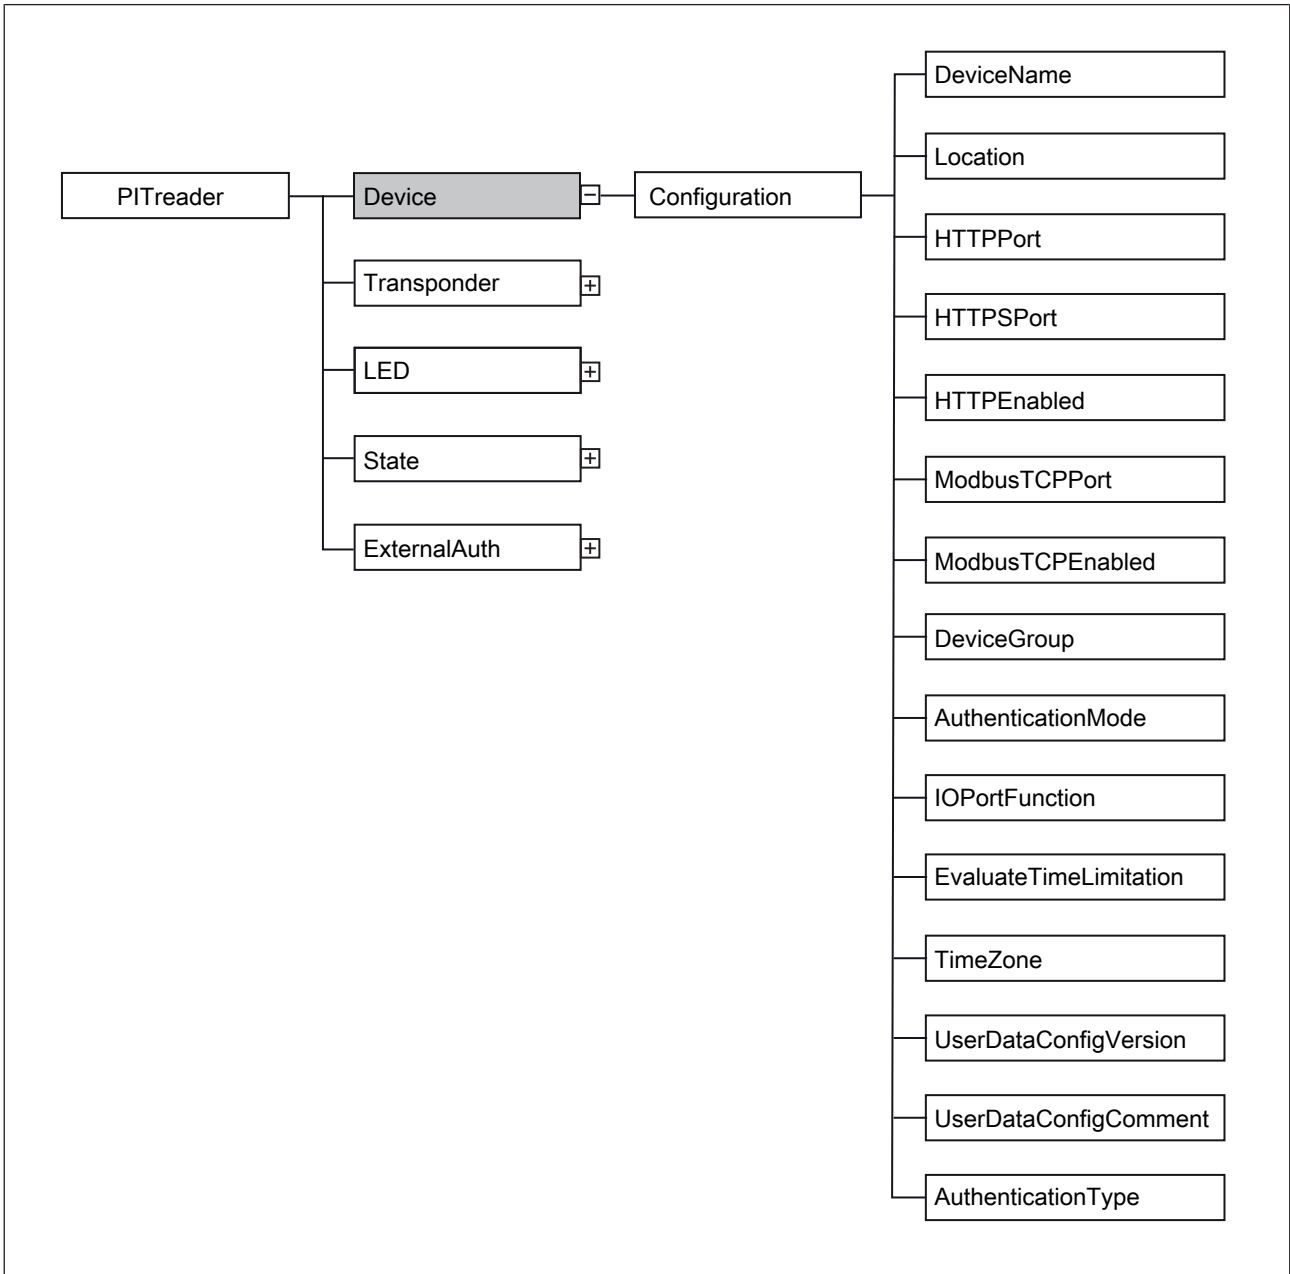 PITreader
Device
Transponder
LED
State
ExternalAuth
Configuration
DeviceName
Location
HTTPPort
HTTPSPort
HTTPEnabled
ModbusTCPPort
ModbusTCPEnabled
DeviceGroup
AuthenticationMode
IOPortFunction
EvaluateTimeLimitation
TimeZone
UserDataConfigVersion
UserDataConfigComment
AuthenticationType